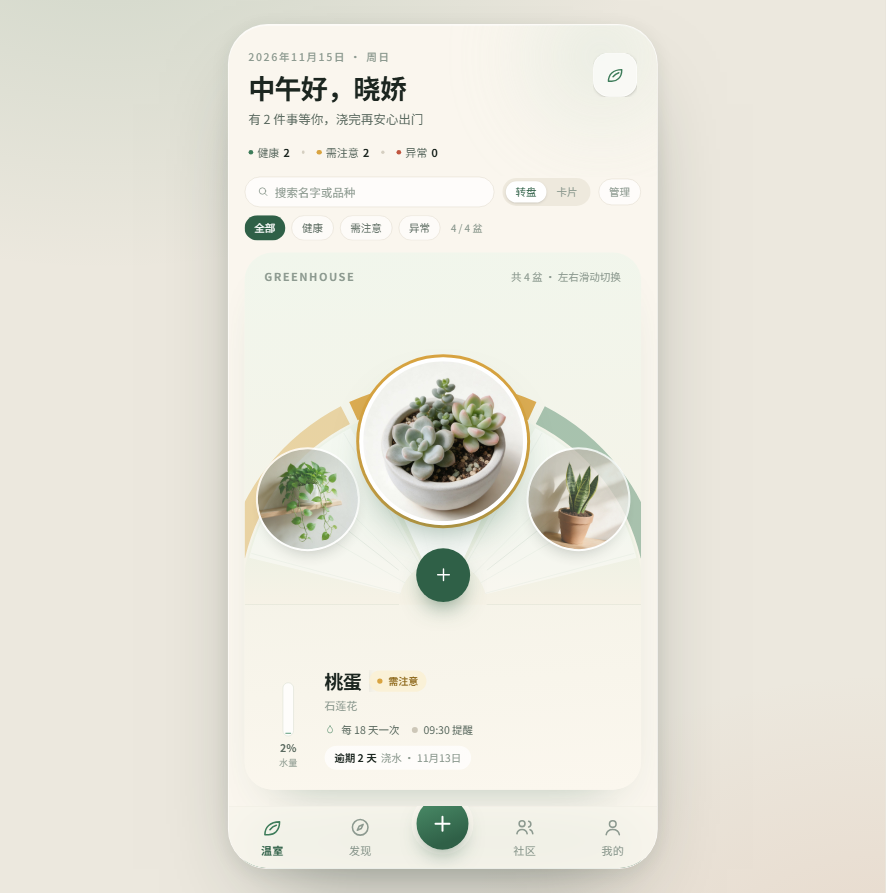 2026年11月15日 · 周日
中午好，晓娇
有 2 件事等你，浇完再安心出门
健康 2 · 需注意 2 · 异常 0
搜索名字或品种
转盘 卡片 管理
全部 健康 需注意 异常 4 / 4 盆
GREENHOUSE 共 4 盆 · 左右滑动切换
桃蛋 需注意
石莲花
每 18 天一次 09:30 提醒
2% 逾期 2 天 浇水 · 11月13日
水量
温室 发现 社区 我的